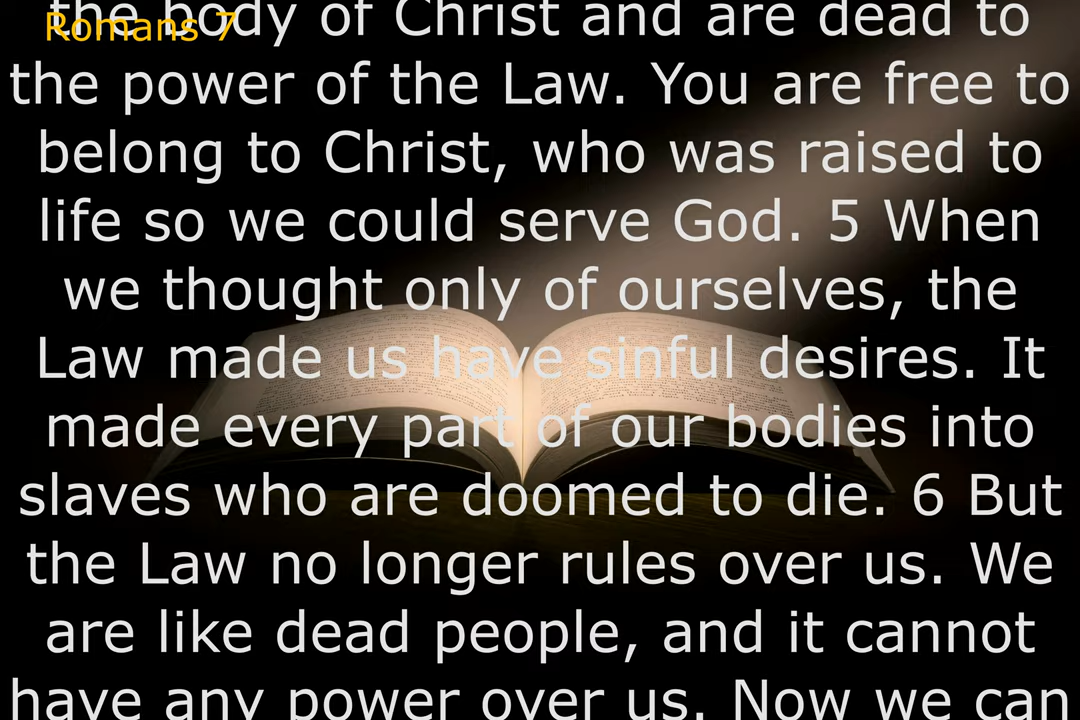 Romans 7
the body of Christ and are dead to
the power of the Law. You are free to
belong to Christ, who was raised to
life so we could serve God. 5 When
we thought only of ourselves, the
Law made us have sinful desires. It
made every part of our bodies into
slaves who are doomed to die. 6 But
the Law no longer rules over us. We
are like dead people, and it cannot
have any power over us. Now we can